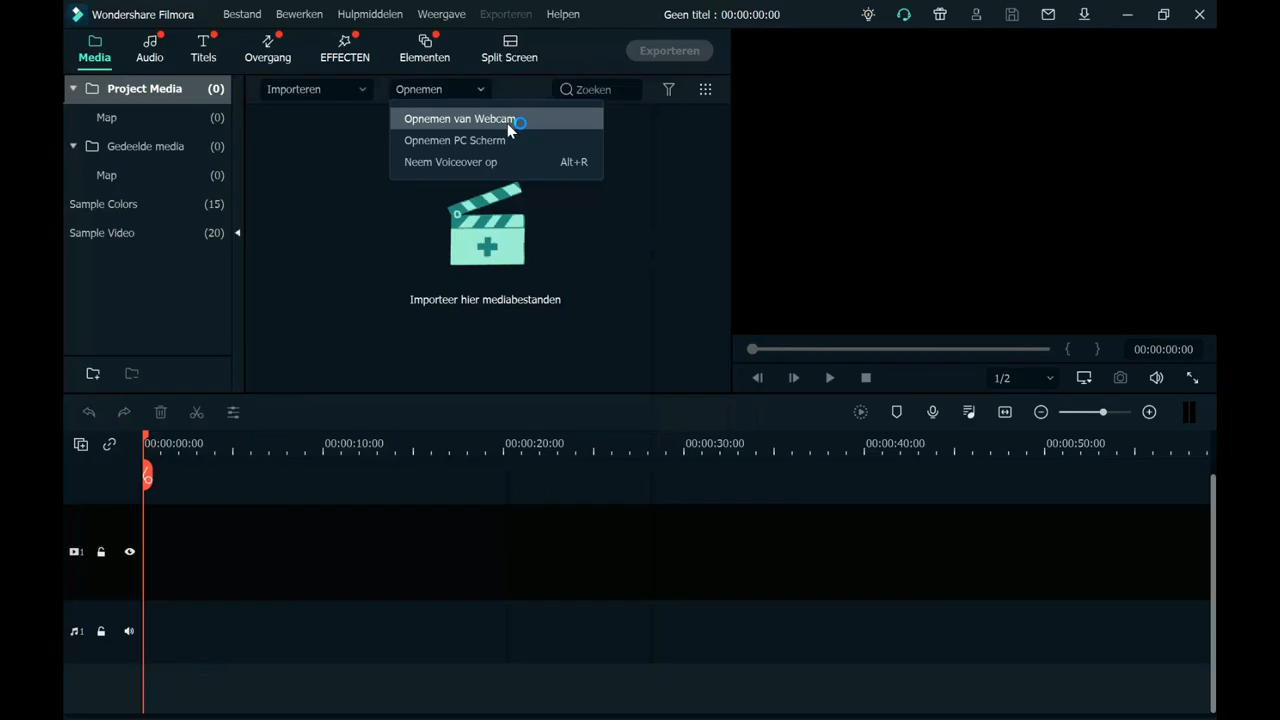 Wondershare Filmora Bestand Bewerken Hulpmiddelen Weergave Exporteren Helpen Geen titel : 00:00:00:00
Media Audio Titels Overgang EFFECTEN Elementen Split Screen Exporteren
Project Media (0)
Map (0)
Gedeelde media (0)
Map (0)
Sample Colors (15)
Sample Video (20)
Importeren Opnemen Zoeken
Opnemen van Webcam
Opnemen PC Scherm
Neem Voiceover op Alt+R
Importeer hier mediabestanden
{ } 00:00:00:00
1/2
00:00:00:00 00:00:10:00 00:00:20:00 00:00:30:00 00:00:40:00 00:00:50:00
1
1